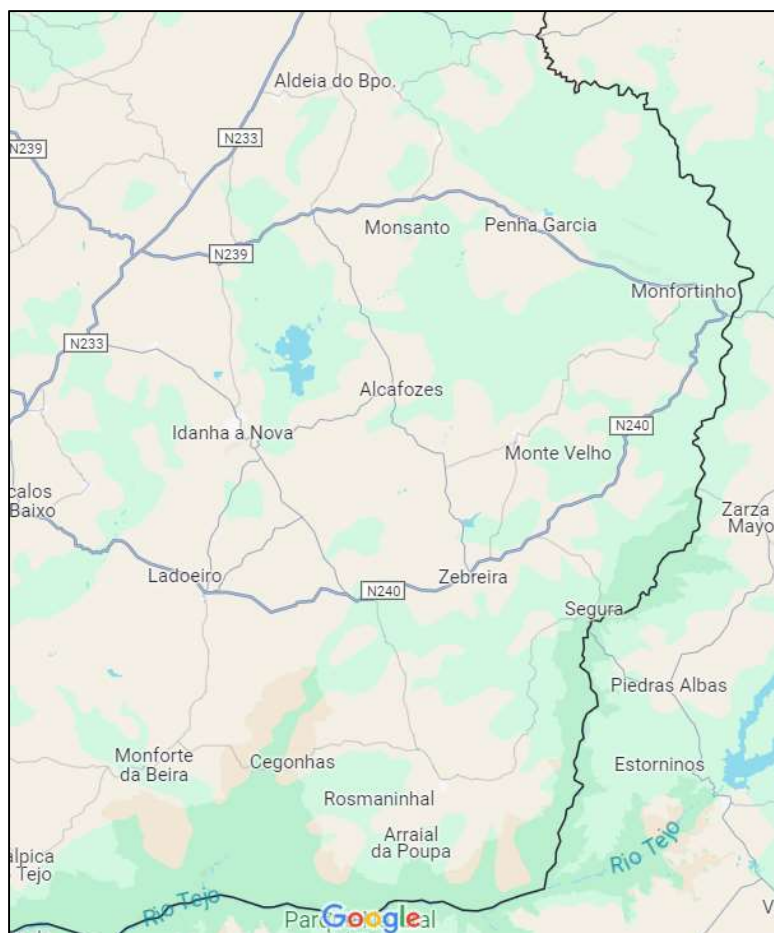 Aldeia do Bpo.
N233
N239
Monsanto
Penha Garcia
N239
Monfortinho
N233
Alcafozes
N240
Idanha a Nova
Monte Velho
calos
Baixo
Zarza
Mayo
Ladoeiro
Zebreira
N240
Segura
Piedras Albas
Monforte
da Beira
Cegonhas
Estorninos
Rosmaninhal
Arraial
da Poupa
alpica
Tejo
Rio Tejo
Rio Tejo
Google
V